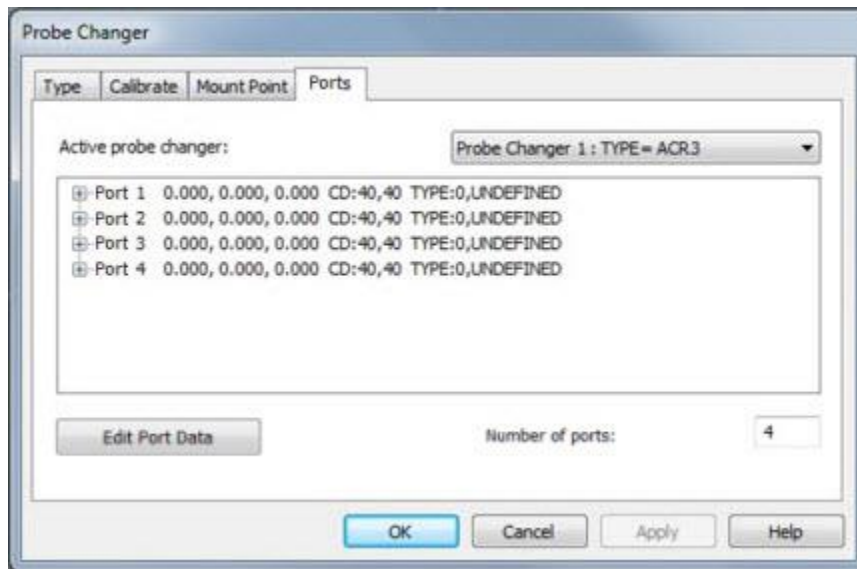 Probe Changer
Type Calibrate Mount Point Ports
Active probe changer: Probe Changer 1 : TYPE= ACR3
Port 1 0.000, 0.000, 0.000 CD:40,40 TYPE:0,UNDEFINED
Port 2 0.000, 0.000, 0.000 CD:40,40 TYPE:0,UNDEFINED
Port 3 0.000, 0.000, 0.000 CD:40,40 TYPE:0,UNDEFINED
Port 4 0.000, 0.000, 0.000 CD:40,40 TYPE:0,UNDEFINED
Edit Port Data Number of ports: 4
OK Cancel Apply Help